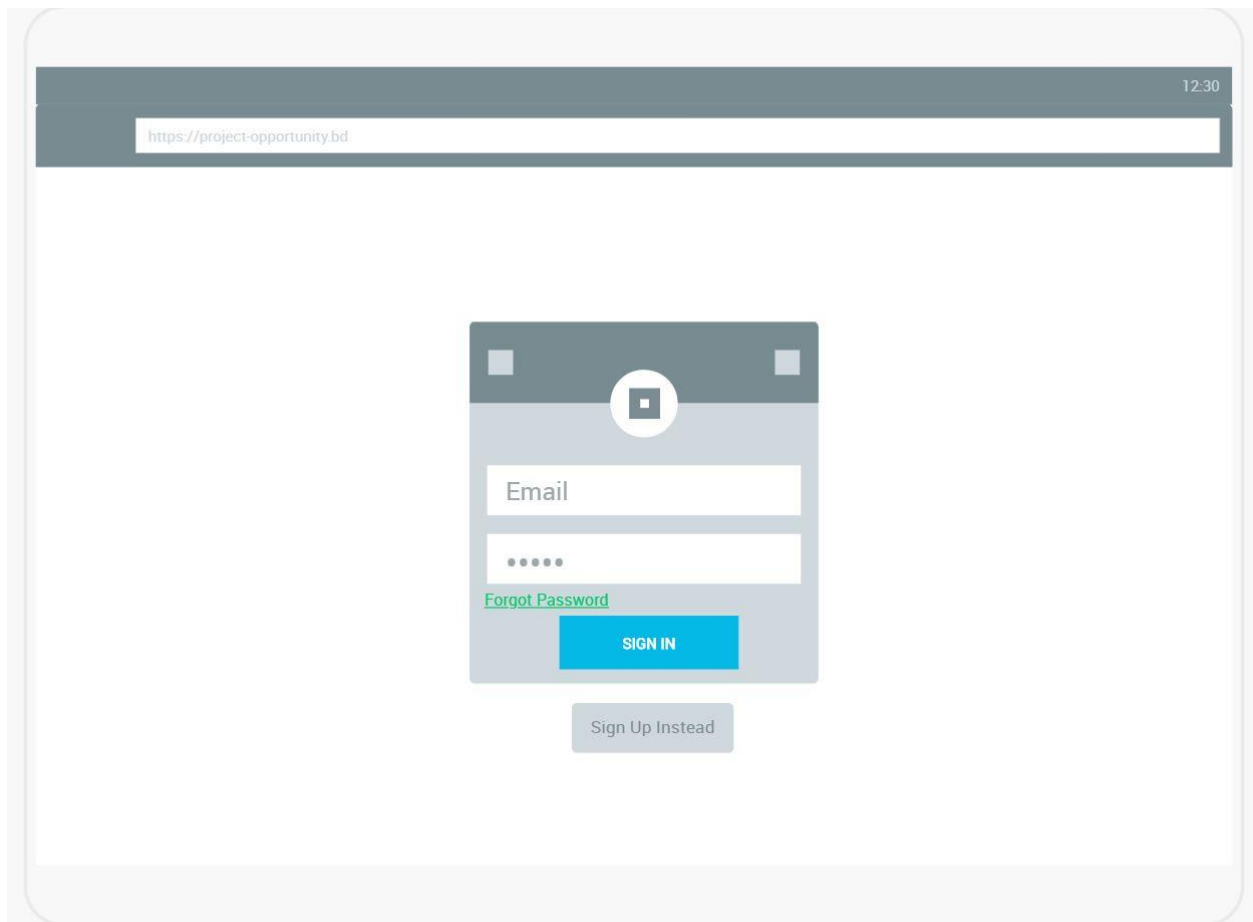 12:30
https://project-opportunity.bd
Email
•••••
Forgot Password
SIGN IN
Sign Up Instead